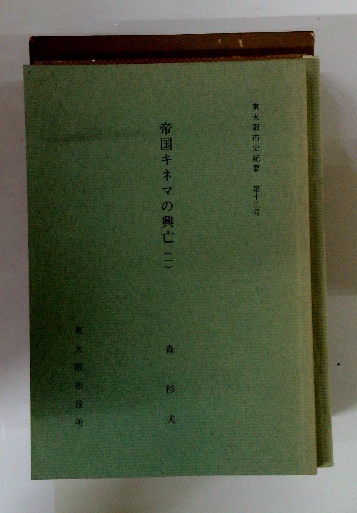 東大阪市史紀要　第十二号
帝国キネマの興亡（一）
森杉夫
東大阪市役所